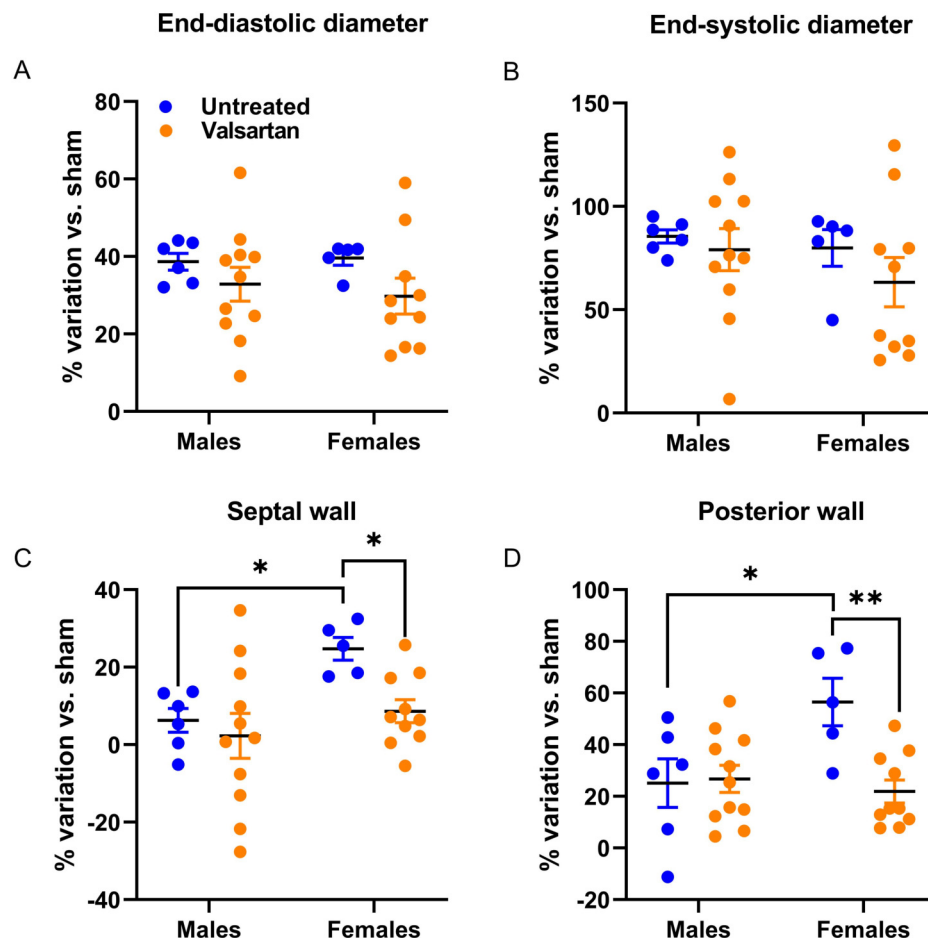 End-diastolic diameter
End-systolic diameter
A
B
Untreated
Valsartan
% variation vs. sham
80
60
40
20
0
Males
Females
% variation vs. sham
150
100
50
0
Males
Females
Septal wall
Posterior wall
C
D
*
*
% variation vs. sham
40
20
0
-20
-40
Males
Females
*
**
% variation vs. sham
100
80
60
40
20
0
-20
Males
Females